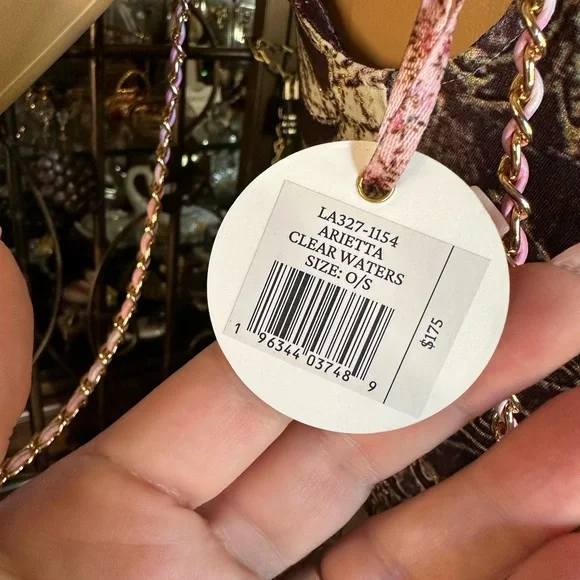 LA327-1154
ARIETTA
CLEAR WATERS
SIZE: O/S
1 96344 03748 9
$175